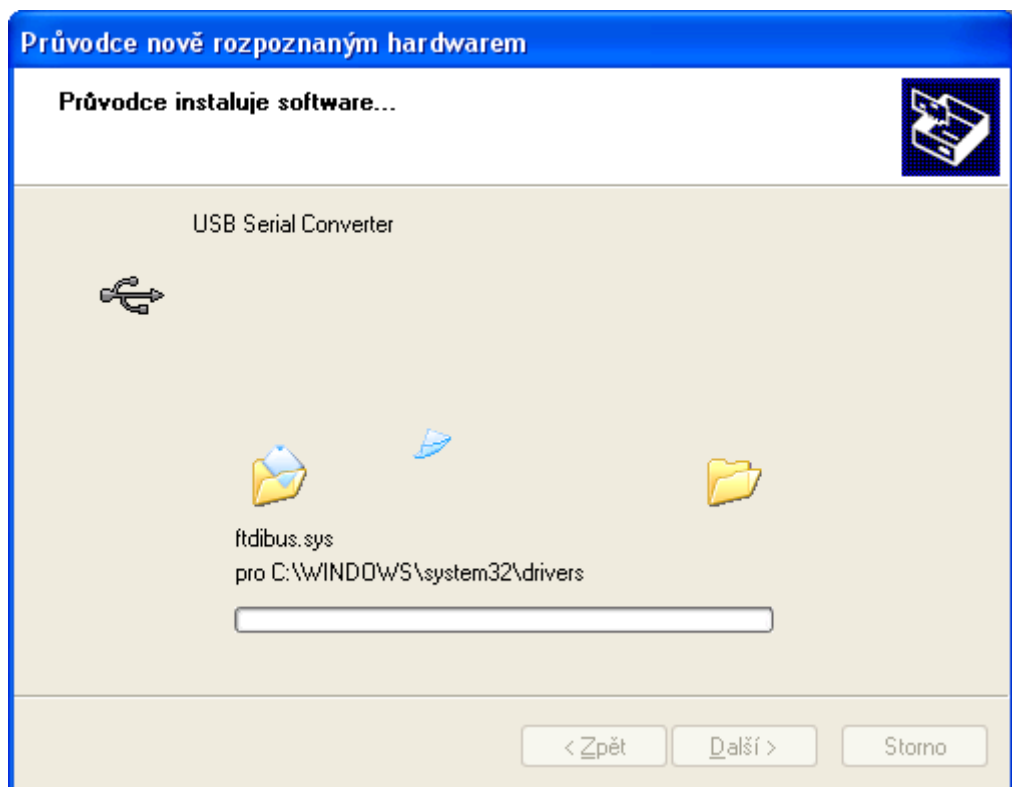 Průvodce nově rozpoznaným hardwarem
Průvodce instaluje software...
USB Serial Converter
ftdibus.sys
pro C:\WINDOWS\system32\drivers
< Zpět
Další >
Storno